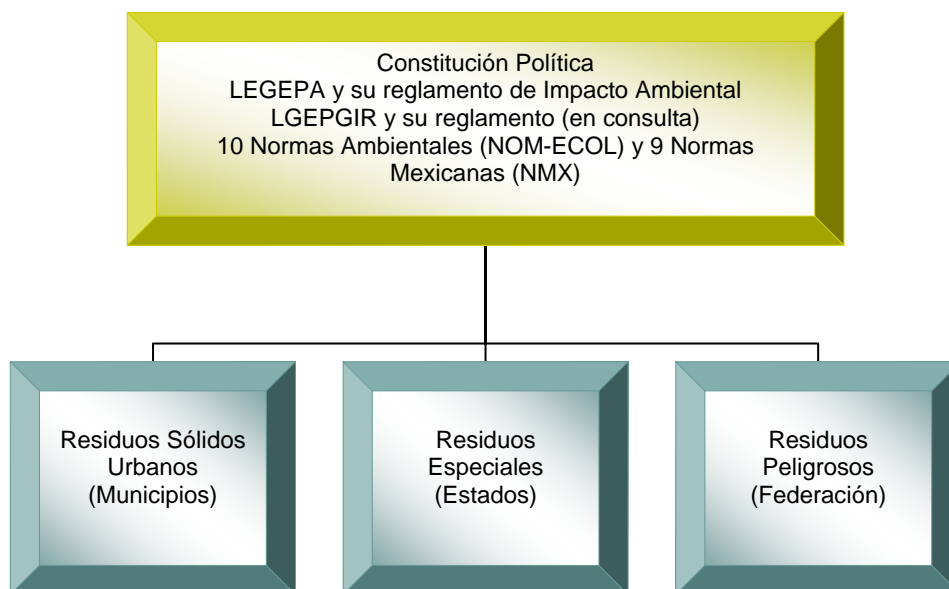 Constitución Política
LEGEPA y su reglamento de Impacto Ambiental
LGEPGIR y su reglamento (en consulta)
10 Normas Ambientales (NOM-ECOL) y 9 Normas
Mexicanas (NMX)
Residuos Sólidos
Urbanos
(Municipios)
Residuos
Especiales
(Estados)
Residuos
Peligrosos
(Federación)